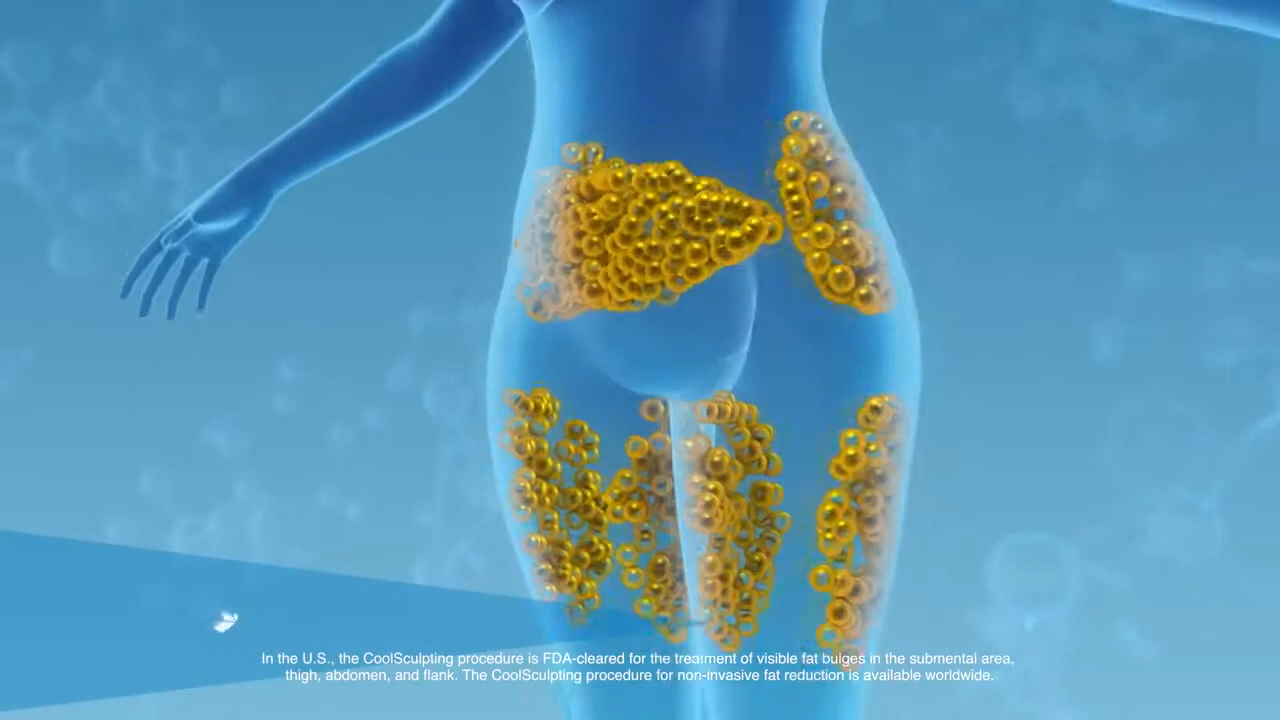 In the U.S., the CoolSculpting procedure is FDA-cleared for the treatment of visible fat bulges in the submental area,
thigh, abdomen, and flank. The CoolSculpting procedure for non-invasive fat reduction is available worldwide.